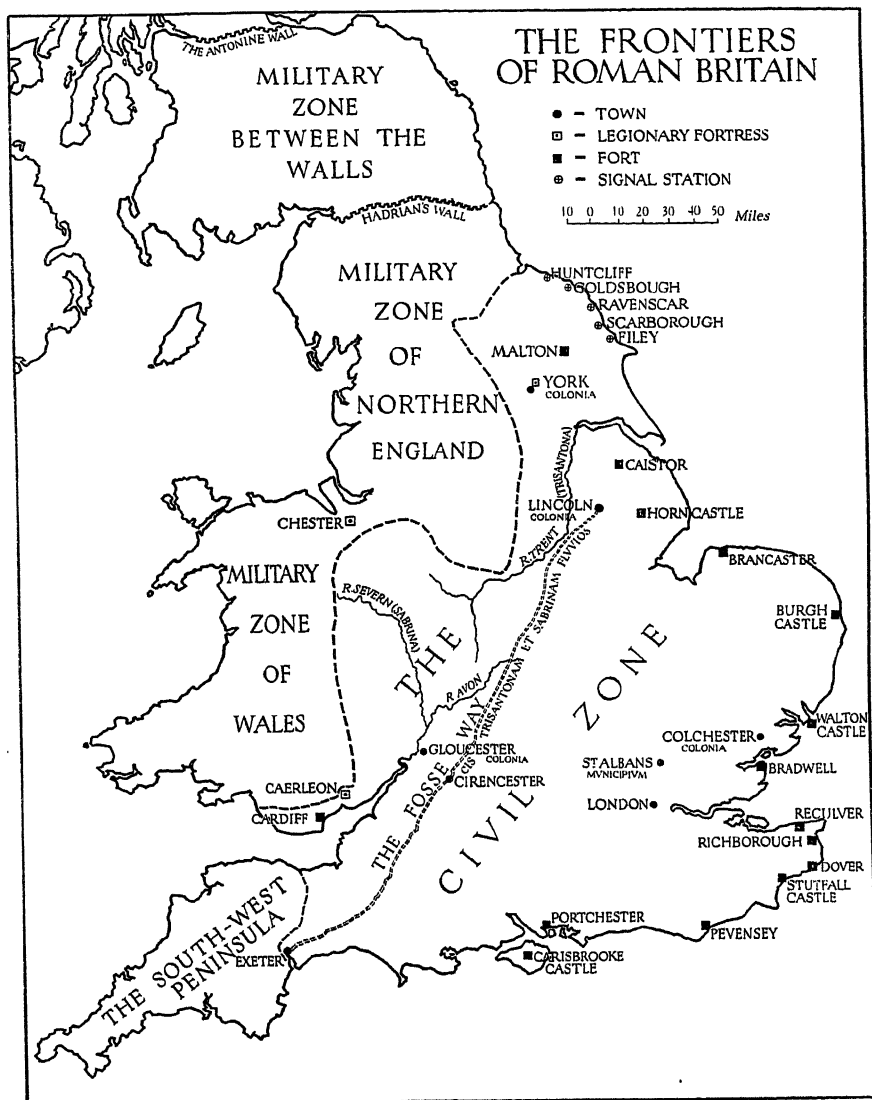 THE FRONTIERS
OF ROMAN BRITAIN
● – TOWN
⊡ – LEGIONARY FORTRESS
■ – FORT
⊕ – SIGNAL STATION
10 0 10 20 30 40 50 Miles
THE ANTONINE WALL
MILITARY
ZONE
BETWEEN THE
WALLS
HADRIAN'S WALL
MILITARY
ZONE
OF
NORTHERN
ENGLAND
HUNTCLIFF
GOLDSBOUGH
RAVENSCAR
SCARBOROUGH
FILEY
MALTON
YORK
COLONIA
(TRISANTONA)
CAISTOR
LINCOLN
COLONIA
HORNCASTLE
CHESTER
R. TRENT
BRANCASTER
MILITARY
ZONE
OF
WALES
R. SEVERN (SABRINA)
BURGH
CASTLE
THE
CIVIL
ZONE
R AVON
THE FOSSE WAY
CIS TRISANTONAM ET SABRINAM FLVVIOS
WALTON
CASTLE
COLCHESTER
COLONIA
GLOUCESTER
COLONIA
CIRENCESTER
ST ALBANS
MVNICIPIVM
BRADWELL
CAERLEON
CARDIFF
LONDON
RECULVER
RICHBOROUGH
DOVER
STUTFALL
CASTLE
PORTCHESTER
PEVENSEY
CARISBROOKE
CASTLE
EXETER
THE SOUTH-WEST
PENINSULA